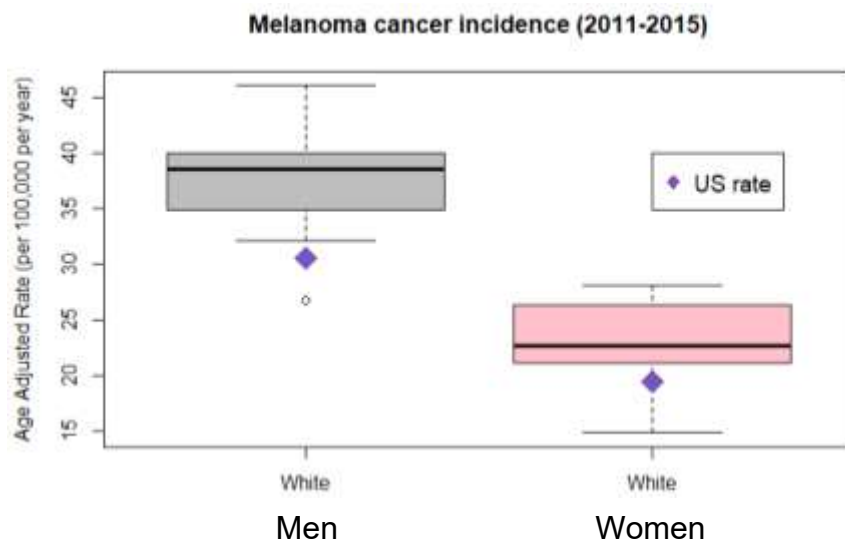 Melanoma cancer incidence (2011-2015)
Age Adjusted Rate (per 100,000 per year)
45
40
35
30
25
20
15
US rate
White
White
Men
Women